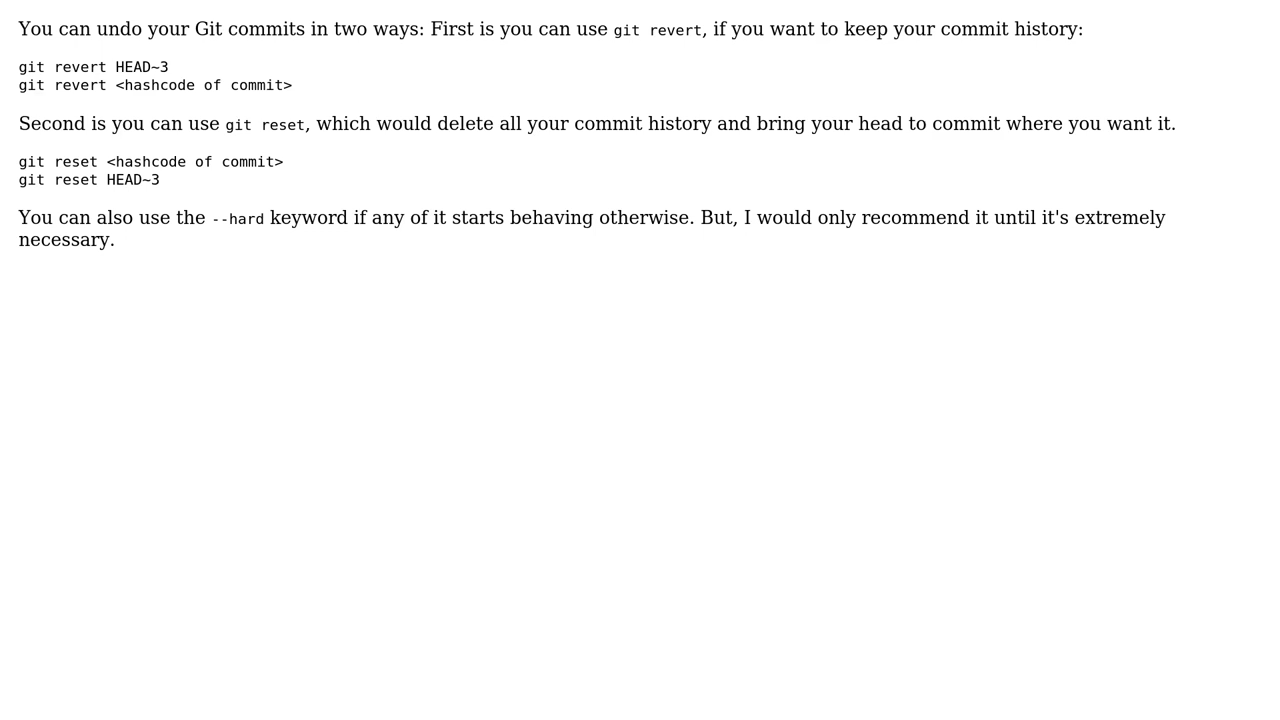 You can undo your Git commits in two ways: First is you can use git revert, if you want to keep your commit history:
git revert HEAD~3
git revert <hashcode of commit>
Second is you can use git reset, which would delete all your commit history and bring your head to commit where you want it.
git reset <hashcode of commit>
git reset HEAD~3
You can also use the --hard keyword if any of it starts behaving otherwise. But, I would only recommend it until it's extremely
necessary.